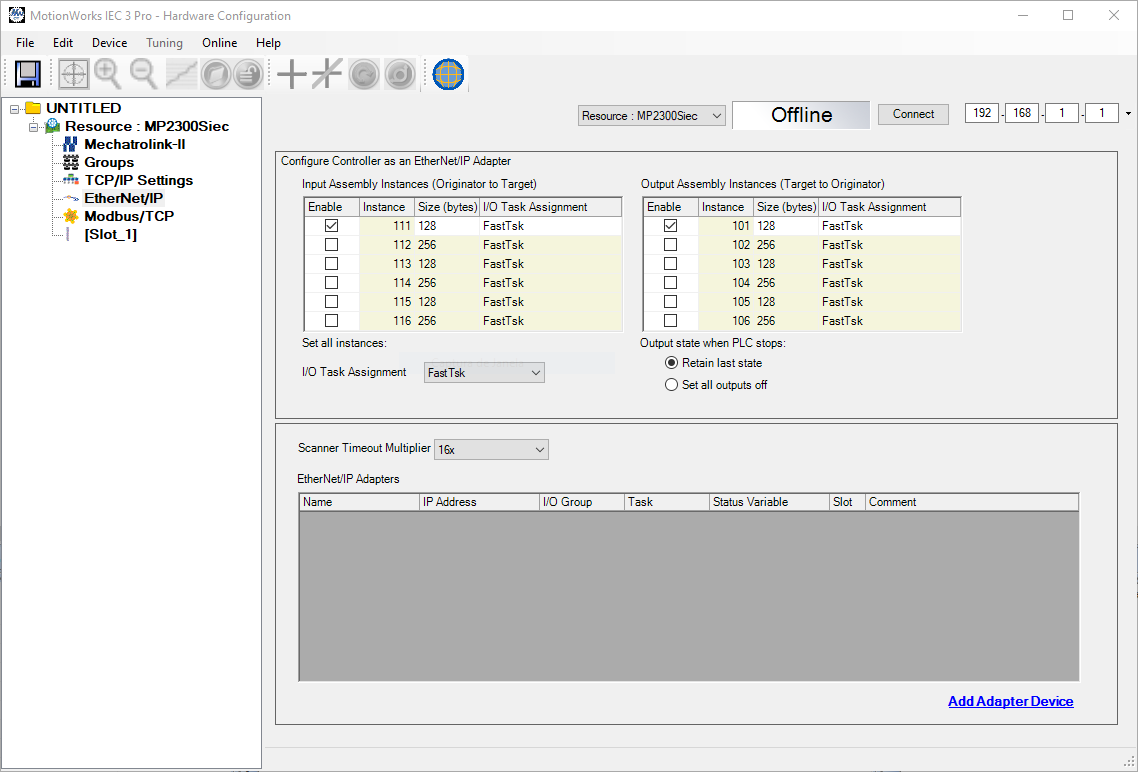 MotionWorks IEC 3 Pro - Hardware Configuration
File Edit Device Tuning Online Help
UNTITLED
Resource : MP2300Siec
Mechatrolink-II
Groups
TCP/IP Settings
EtherNet/IP
Modbus/TCP
[Slot_1]
Resource : MP2300Siec Offline Connect 192 . 168 . 1 . 1
Configure Controller as an EtherNet/IP Adapter
Input Assembly Instances (Originator to Target)
Enable Instance Size (bytes) I/O Task Assignment
111 128 FastTsk
112 256 FastTsk
113 128 FastTsk
114 256 FastTsk
115 128 FastTsk
116 256 FastTsk
Set all instances:
I/O Task Assignment FastTsk
Output Assembly Instances (Target to Originator)
Enable Instance Size (bytes) I/O Task Assignment
101 128 FastTsk
102 256 FastTsk
103 128 FastTsk
104 256 FastTsk
105 128 FastTsk
106 256 FastTsk
Output state when PLC stops:
Retain last state
Set all outputs off
Scanner Timeout Multiplier 16x
EtherNet/IP Adapters
Name IP Address I/O Group Task Status Variable Slot Comment
Add Adapter Device